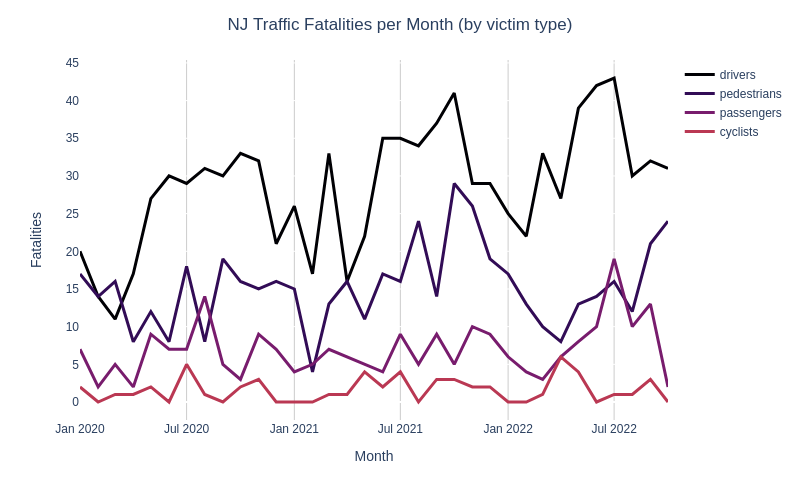 NJ Traffic Fatalities per Month (by victim type)
45
40
35
30
25
20
15
10
5
0
Fatalities
Jan 2020
Jul 2020
Jan 2021
Jul 2021
Jan 2022
Jul 2022
Month
drivers
pedestrians
passengers
cyclists